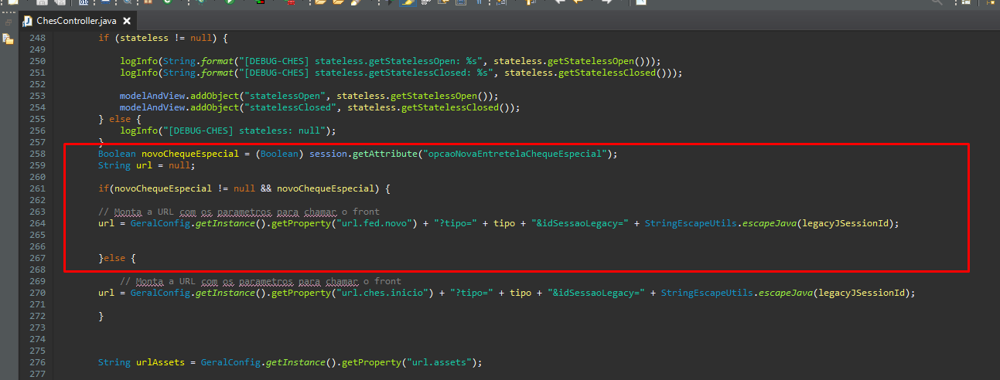 010
ChesController.java
248 if (stateless != null) {
249
250 logInfo(String.format("[DEBUG-CHES] stateless.getStatelessOpen: %s", stateless.getStatelessOpen()));
251 logInfo(String.format("[DEBUG-CHES] stateless.getStatelessClosed: %s", stateless.getStatelessClosed()));
252
253 modelAndView.addObject("statelessOpen", stateless.getStatelessOpen());
254 modelAndView.addObject("statelessClosed", stateless.getStatelessClosed());
255 } else {
256 logInfo("[DEBUG-CHES] stateless: null");
257 }
258 Boolean novoChequeEspecial = (Boolean) session.getAttribute("opcaoNovaEntretelaChequeEspecial");
259 String url = null;
260
261 if(novoChequeEspecial != null && novoChequeEspecial) {
262
263 // Monta a URL com os parametros para chamar o front
264 url = GeralConfig.getInstance().getProperty("url.fed.novo") + "?tipo=" + tipo + "&idSessaoLegacy=" + StringEscapeUtils.escapeJava(legacyJSessionId);
265
266
267 }else {
268
269 // Monta a URL com os parametros para chamar o front
270 url = GeralConfig.getInstance().getProperty("url.ches.inicio") + "?tipo=" + tipo + "&idSessaoLegacy=" + StringEscapeUtils.escapeJava(legacyJSessionId);
271
272 }
273
274
275
276 String urlAssets = GeralConfig.getInstance().getProperty("url.assets");
277